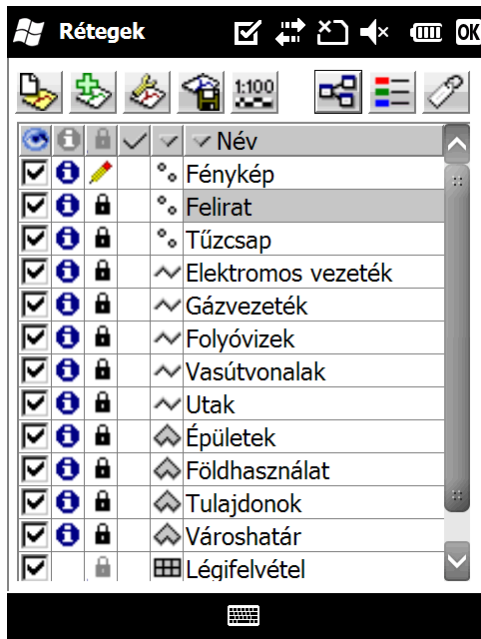 Rétegek
OK
1:100
Név
Fénykép
Felirat
Tűzcsap
Elektromos vezeték
Gázvezeték
Folyóvizek
Vasútvonalak
Utak
Épületek
Földhasználat
Tulajdonok
Városhatár
Légifelvétel